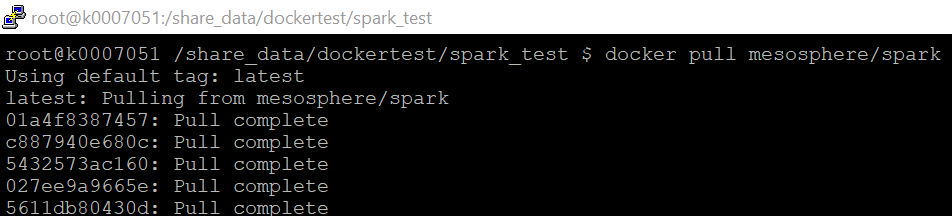 root@k0007051:/share_data/dockertest/spark_test
root@k0007051 /share_data/dockertest/spark_test $ docker pull mesosphere/spark
Using default tag: latest
latest: Pulling from mesosphere/spark
01a4f8387457: Pull complete
c887940e680c: Pull complete
5432573ac160: Pull complete
027ee9a9665e: Pull complete
5611db80430d: Pull complete